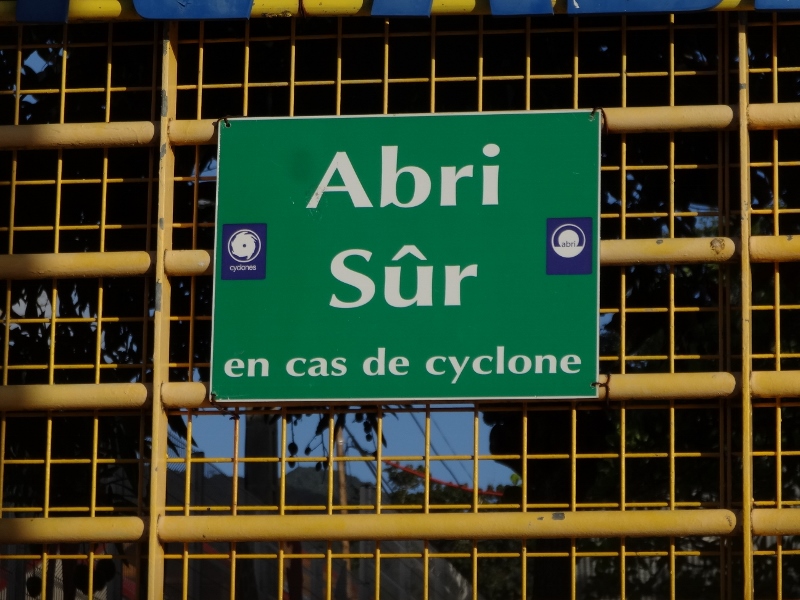 Abri
Sûr
cyclones
abri
en cas de cyclone